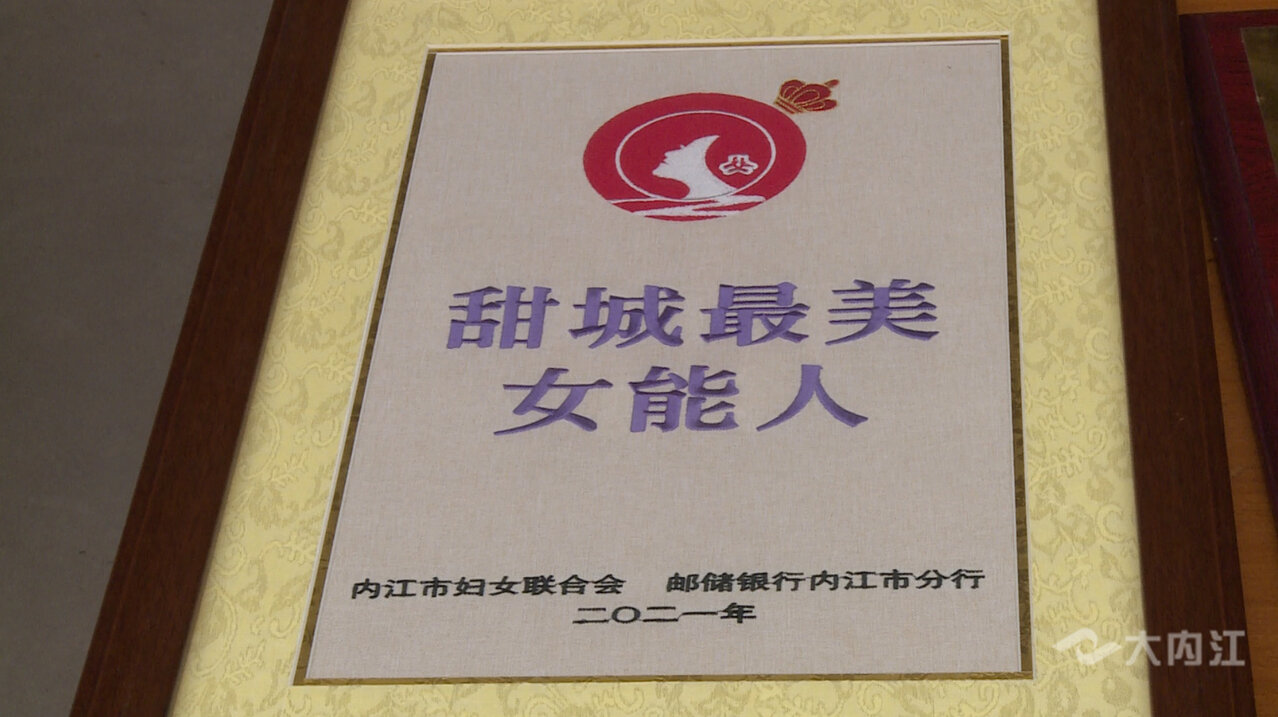 甜城最美
女能人
内江市妇女联合会 邮储银行内江市分行
二〇二一年
大内江